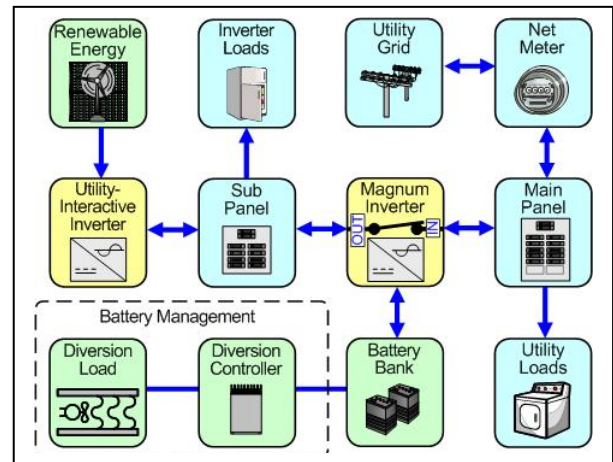 Renewable
Energy
Inverter
Loads
Utility
Grid
Net
Meter
Utility-
Interactive
Inverter
Sub
Panel
Magnum
Inverter
OUT
IN
Main
Panel
Battery Management
Diversion
Load
Diversion
Controller
Battery
Bank
Utility
Loads